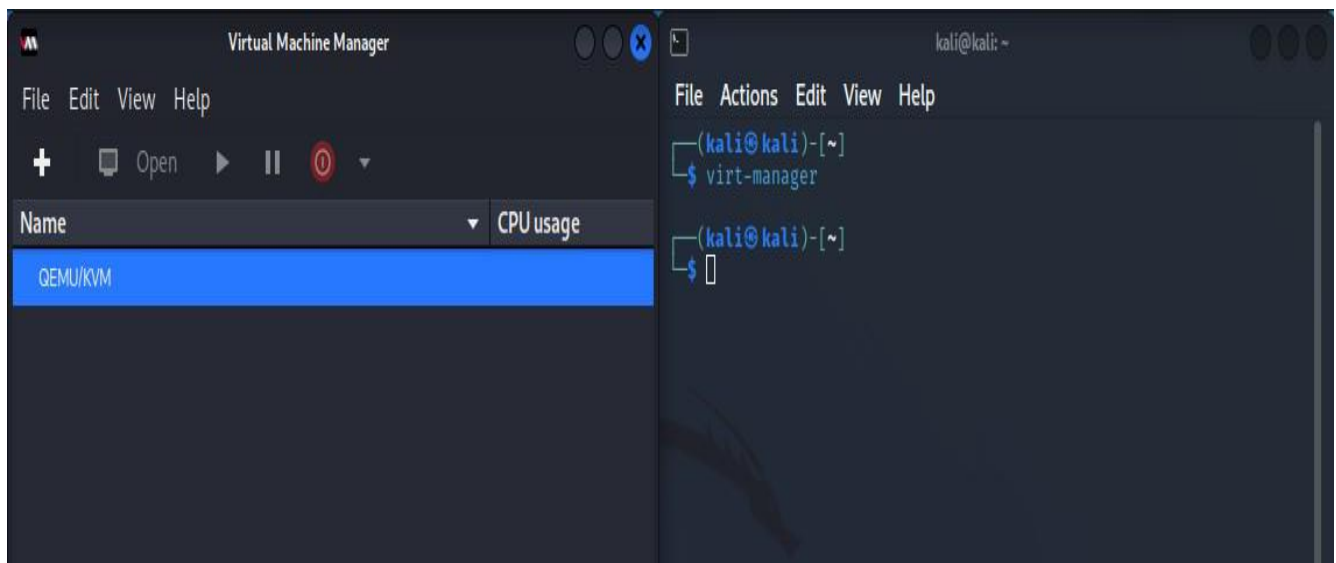 Virtual Machine Manager
File Edit View Help
Open
Name CPU usage
QEMU/KVM
kali@kali: ~
File Actions Edit View Help
┌──(kali㉿kali)-[~]
└─$ virt-manager
┌──(kali㉿kali)-[~]
└─$